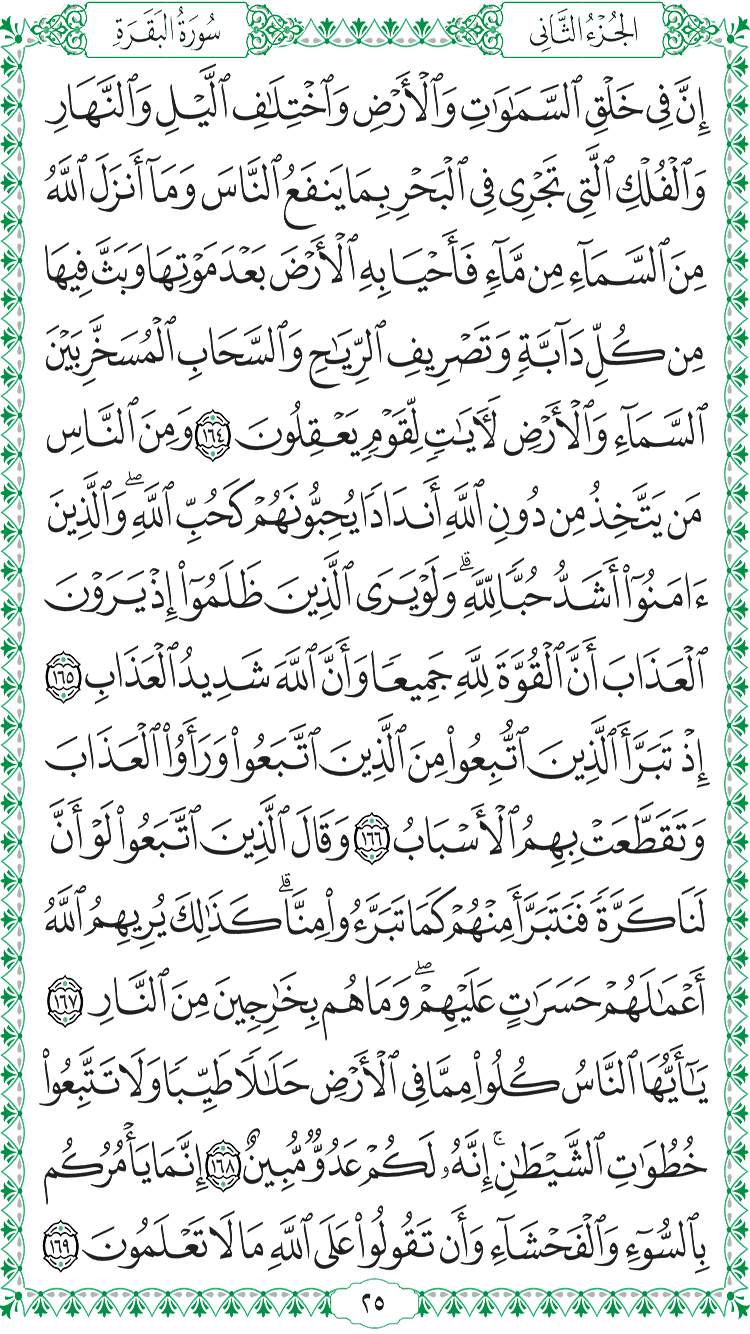 الجُزْءُ الثَّانِي
سُورَةُ البَقَرَةِ
إِنَّ فِي خَلْقِ ٱلسَّمَٰوَٰتِ وَٱلْأَرْضِ وَٱخْتِلَٰفِ ٱلَّيْلِ وَٱلنَّهَارِ
وَٱلْفُلْكِ ٱلَّتِي تَجْرِي فِي ٱلْبَحْرِ بِمَا يَنفَعُ ٱلنَّاسَ وَمَآ أَنزَلَ ٱللَّهُ
مِنَ ٱلسَّمَآءِ مِن مَّآءٍ فَأَحْيَا بِهِ ٱلْأَرْضَ بَعْدَ مَوْتِهَا وَبَثَّ فِيهَا
مِن كُلِّ دَآبَّةٍ وَتَصْرِيفِ ٱلرِّيَٰحِ وَٱلسَّحَابِ ٱلْمُسَخَّرِ بَيْنَ
ٱلسَّمَآءِ وَٱلْأَرْضِ لَءَايَٰتٍ لِّقَوْمٍ يَعْقِلُونَ ١٦٤ وَمِنَ ٱلنَّاسِ
مَن يَتَّخِذُ مِن دُونِ ٱللَّهِ أَندَادًا يُحِبُّونَهُمْ كَحُبِّ ٱللَّهِۖ وَٱلَّذِينَ
ءَامَنُوٓا۟ أَشَدُّ حُبًّا لِّلَّهِۗ وَلَوْ يَرَى ٱلَّذِينَ ظَلَمُوٓا۟ إِذْ يَرَوْنَ
ٱلْعَذَابَ أَنَّ ٱلْقُوَّةَ لِلَّهِ جَمِيعًا وَأَنَّ ٱللَّهَ شَدِيدُ ٱلْعَذَابِ ١٦٥
إِذْ تَبَرَّأَ ٱلَّذِينَ ٱتُّبِعُوا۟ مِنَ ٱلَّذِينَ ٱتَّبَعُوا۟ وَرَأَوُا۟ ٱلْعَذَابَ
وَتَقَطَّعَتْ بِهِمُ ٱلْأَسْبَابُ ١٦٦ وَقَالَ ٱلَّذِينَ ٱتَّبَعُوا۟ لَوْ أَنَّ
لَنَا كَرَّةً فَنَتَبَرَّأَ مِنْهُمْ كَمَا تَبَرَّءُوا۟ مِنَّاۗ كَذَٰلِكَ يُرِيهِمُ ٱللَّهُ
أَعْمَٰلَهُمْ حَسَرَٰتٍ عَلَيْهِمْۖ وَمَا هُم بِخَٰرِجِينَ مِنَ ٱلنَّارِ ١٦٧
يَٰٓأَيُّهَا ٱلنَّاسُ كُلُوا۟ مِمَّا فِي ٱلْأَرْضِ حَلَٰلًا طَيِّبًا وَلَا تَتَّبِعُوا۟
خُطُوَٰتِ ٱلشَّيْطَٰنِۚ إِنَّهُۥ لَكُمْ عَدُوٌّ مُّبِينٌ ١٦٨ إِنَّمَا يَأْمُرُكُم
بِٱلسُّوٓءِ وَٱلْفَحْشَآءِ وَأَن تَقُولُوا۟ عَلَى ٱللَّهِ مَا لَا تَعْلَمُونَ ١٦٩
٢٥